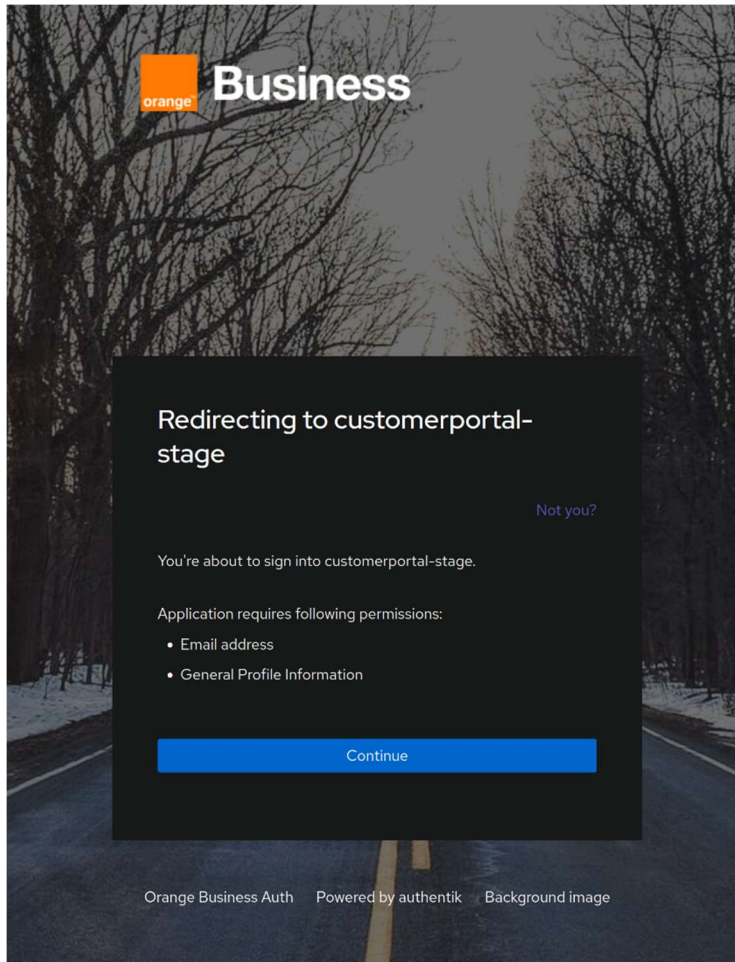 orange™ Business
Redirecting to customerportal-
stage
Not you?
You're about to sign into customerportal-stage.
Application requires following permissions:
• Email address
• General Profile Information
Continue
Orange Business Auth Powered by authentik Background image